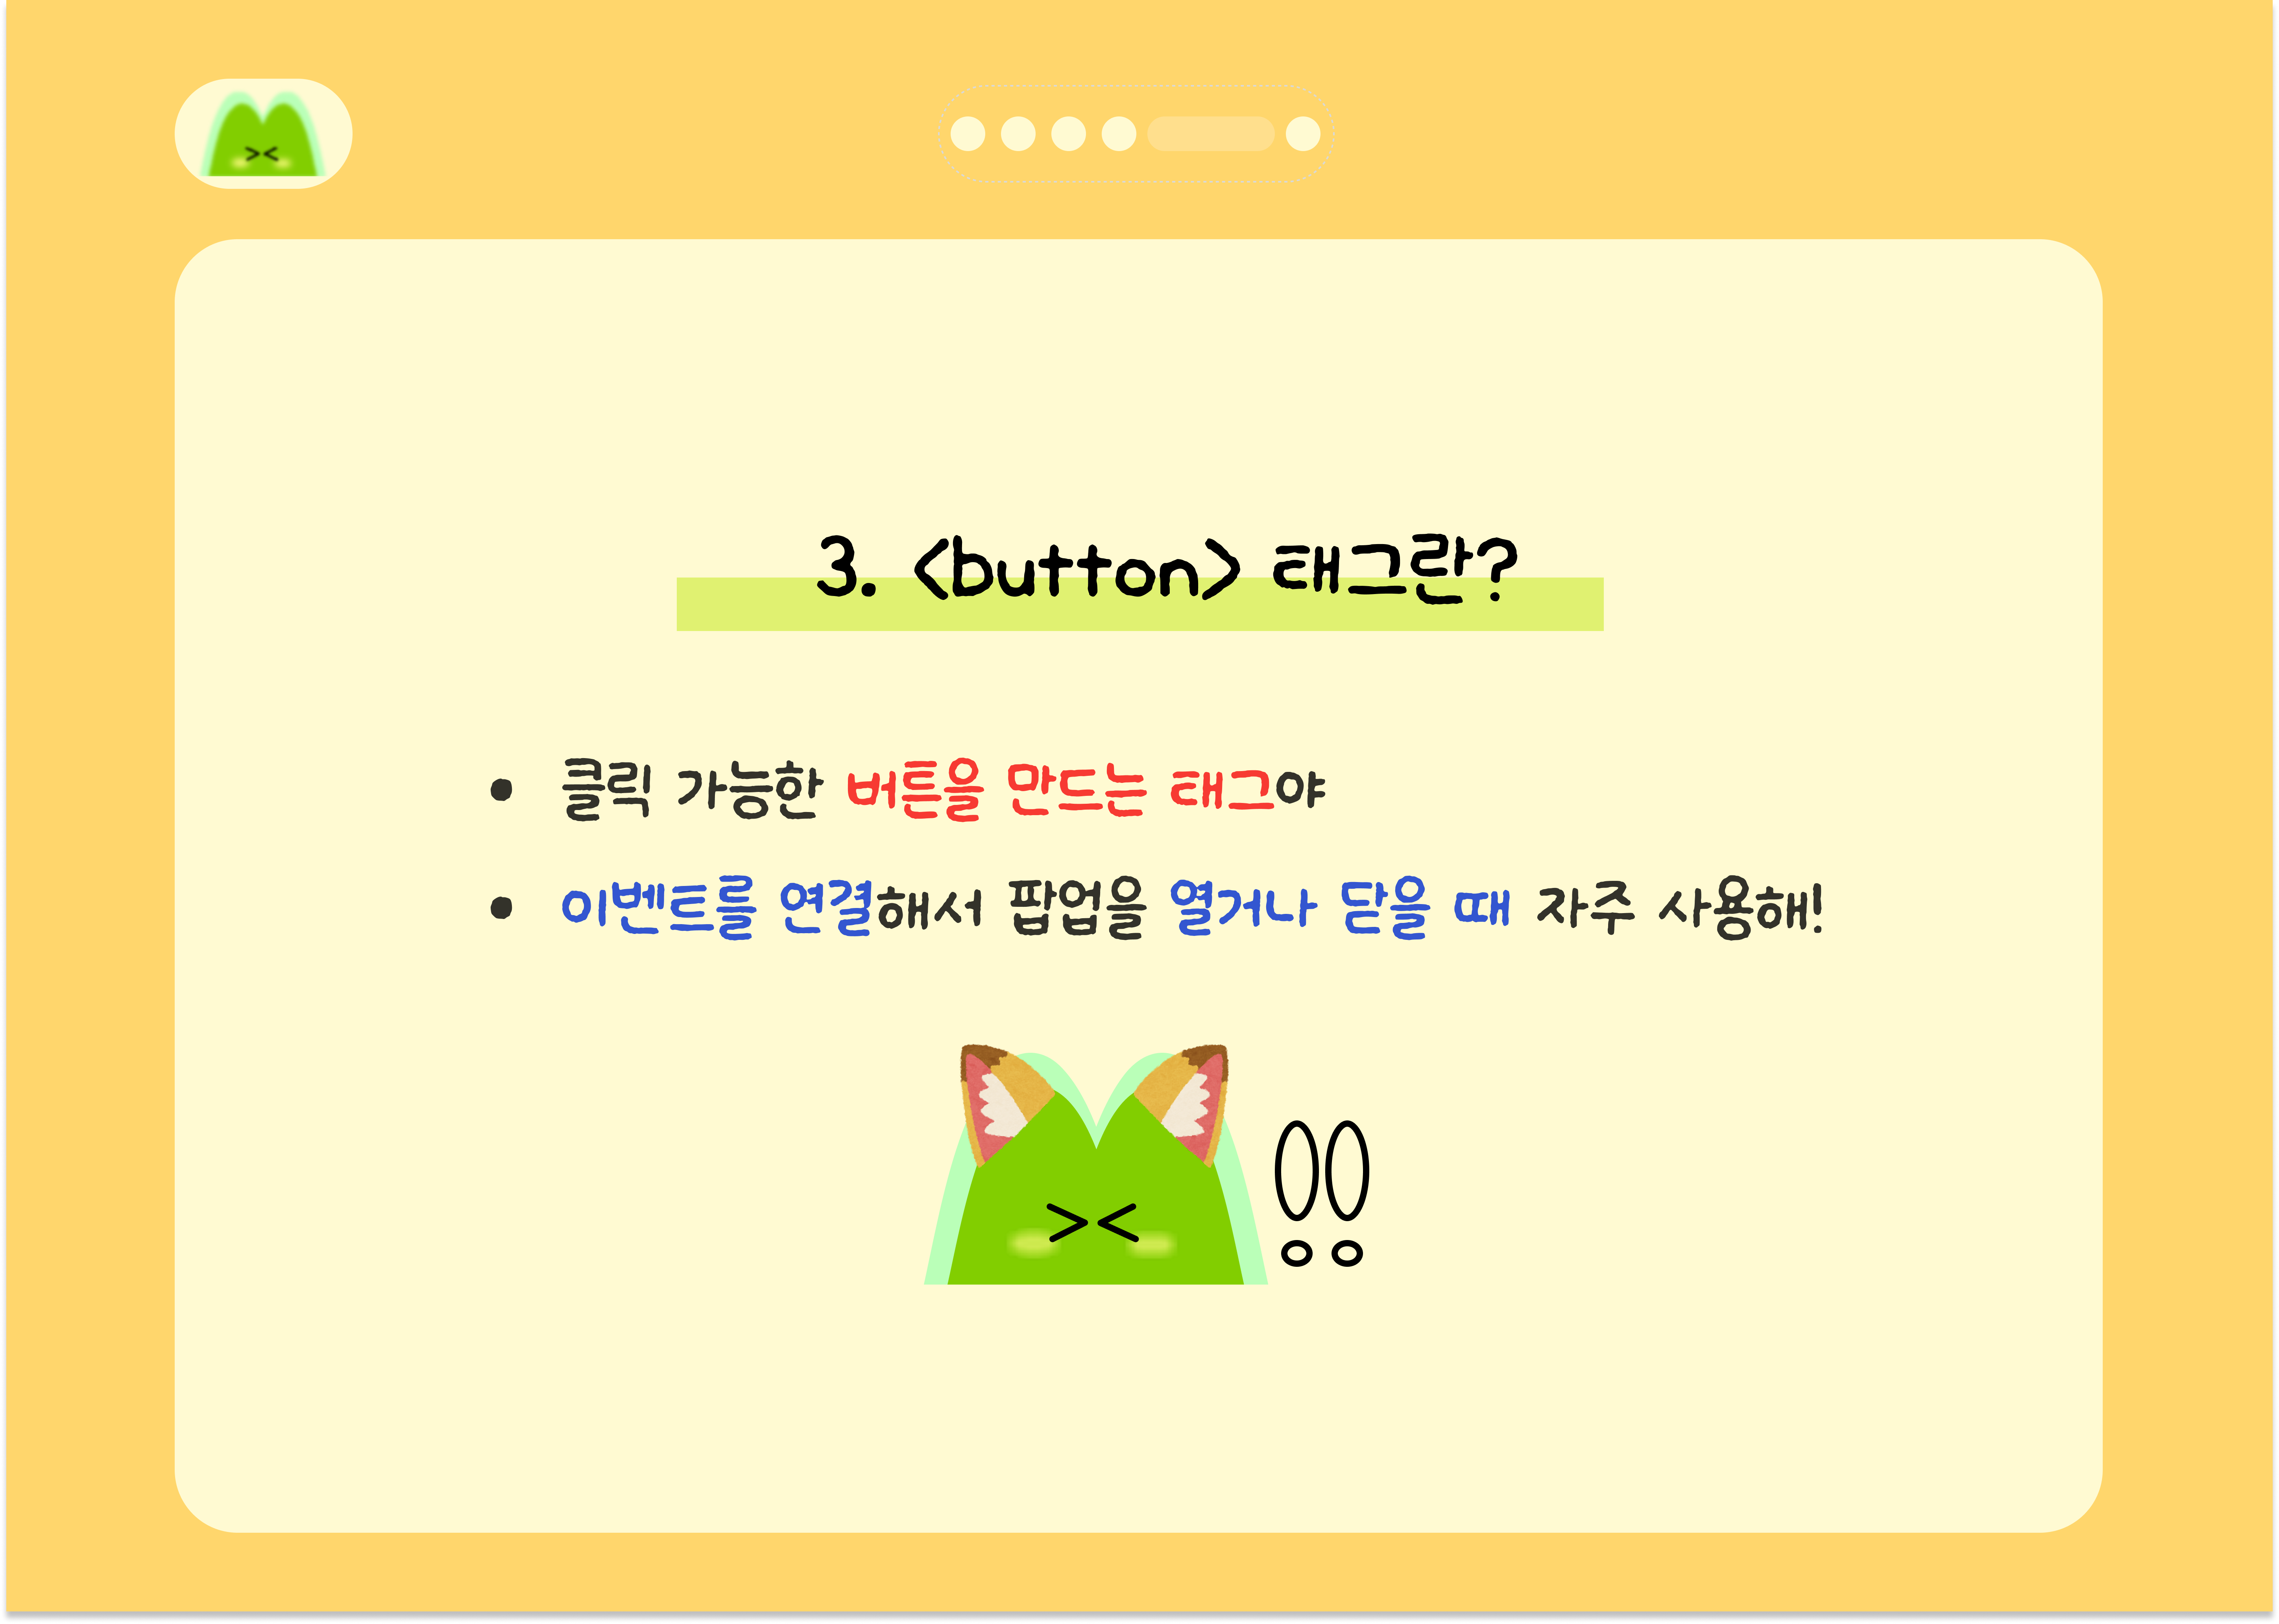 3. <button> 태그란?
• 클릭 가능한 버튼을 만드는 태그야
• 이벤트를 연결해서 팝업을 열거나 닫을 때 자주 사용해!